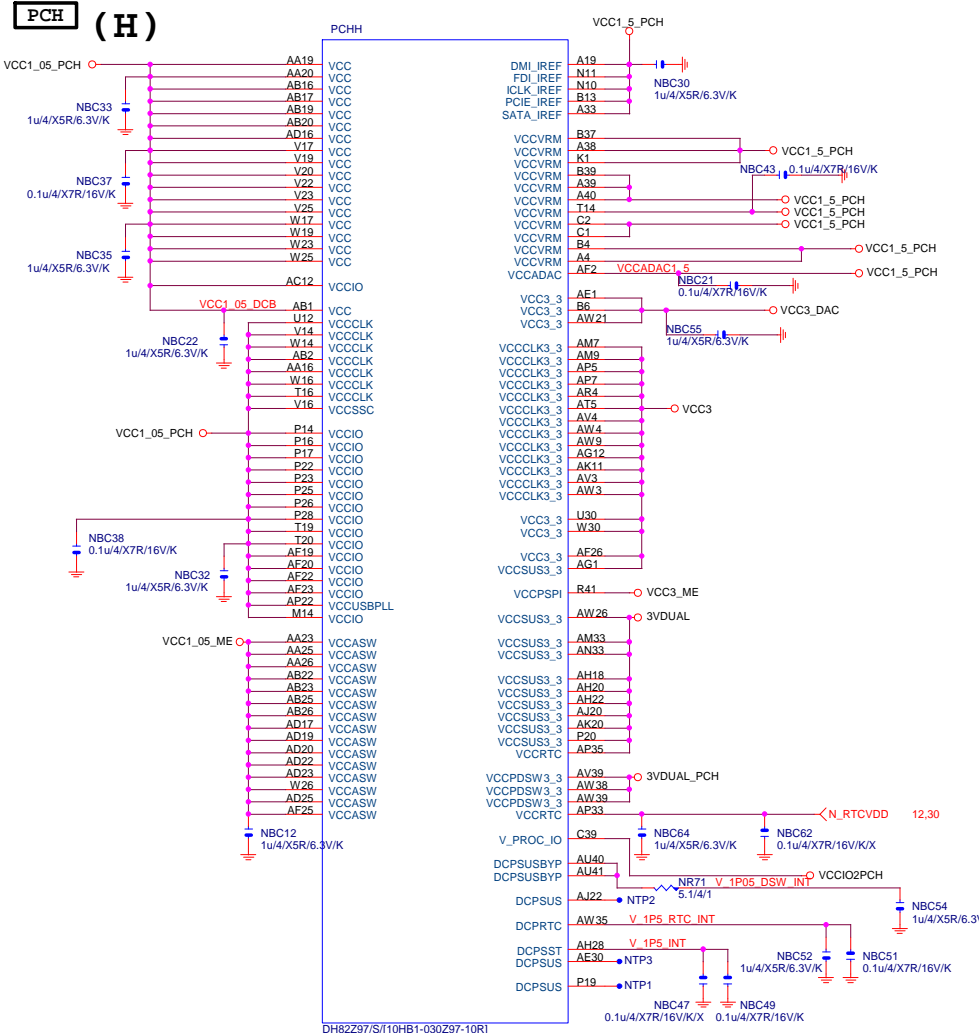 PCH (H)
PCHH
VCC1_5_PCH
VCC1_05_PCH
AA19 VCC
AA20 VCC
AB16 VCC
AB17 VCC
AB19 VCC
AB20 VCC
AD16 VCC
V17 VCC
V19 VCC
V20 VCC
V22 VCC
V23 VCC
V25 VCC
W17 VCC
W19 VCC
W23 VCC
W25 VCC
AC12 VCCIO
NBC33
1u/4/X5R/6.3V/K
NBC37
0.1u/4/X7R/16V/K
NBC35
1u/4/X5R/6.3V/K
VCC1_05_DCB
AB1 VCC
U12 VCCCLK
V14 VCCCLK
W14 VCCCLK
AB2 VCCCLK
AA16 VCCCLK
W16 VCCCLK
T16 VCCCLK
V16 VCCSSC
NBC22
1u/4/X5R/6.3V/K
VCC1_05_PCH
P14 VCCIO
P16 VCCIO
P17 VCCIO
P22 VCCIO
P23 VCCIO
P25 VCCIO
P26 VCCIO
P28 VCCIO
T19 VCCIO
T20 VCCIO
AF19 VCCIO
AF20 VCCIO
AF22 VCCIO
AF23 VCCIO
AP22 VCCUSBPLL
M14 VCCIO
NBC38
0.1u/4/X7R/16V/K
NBC32
1u/4/X5R/6.3V/K
VCC1_05_ME
AA23 VCCASW
AA25 VCCASW
AA26 VCCASW
AB22 VCCASW
AB23 VCCASW
AB25 VCCASW
AB26 VCCASW
AD17 VCCASW
AD19 VCCASW
AD20 VCCASW
AD22 VCCASW
AD23 VCCASW
W26 VCCASW
AD25 VCCASW
AF25 VCCASW
NBC12
1u/4/X5R/6.3V/K
DMI_IREF A19
FDI_IREF N11
ICLK_IREF N10
PCIE_IREF B13
SATA_IREF A33
NBC30
1u/4/X5R/6.3V/K
VCCVRM B37
VCCVRM A38
VCCVRM K1
VCCVRM B39
VCCVRM A39
VCCVRM A40
VCCVRM T14
VCCVRM C2
VCCVRM C1
VCCVRM B4
VCCVRM A4
VCCADAC AF2 VCCADAC1_5
VCC1_5_PCH
NBC43 0.1u/4/X7R/16V/K
VCC1_5_PCH
VCC1_5_PCH
VCC1_5_PCH
VCC1_5_PCH
VCC1_5_PCH
NBC21
0.1u/4/X7R/16V/K
VCC3_3 AE1
VCC3_3 B6
VCC3_3 AW21
VCC3_DAC
NBC55
1u/4/X5R/6.3V/K
VCCCLK3_3 AM7
VCCCLK3_3 AM9
VCCCLK3_3 AP5
VCCCLK3_3 AP7
VCCCLK3_3 AR4
VCCCLK3_3 AT5
VCCCLK3_3 AV4
VCCCLK3_3 AW4
VCCCLK3_3 AW9
VCCCLK3_3 AG12
VCCCLK3_3 AK11
VCCCLK3_3 AV3
VCCCLK3_3 AW3
VCC3
VCC3_3 U30
VCC3_3 W30
VCC3_3 AF26
VCCSUS3_3 AG1
VCCPSPI R41 VCC3_ME
VCCSUS3_3 AW26 3VDUAL
VCCSUS3_3 AM33
VCCSUS3_3 AN33
VCCSUS3_3 AH18
VCCSUS3_3 AH20
VCCSUS3_3 AH22
VCCSUS3_3 AJ20
VCCSUS3_3 AK20
VCCSUS3_3 P20
VCCRTC AP35
VCCPDSW3_3 AV39 3VDUAL_PCH
VCCPDSW3_3 AW38
VCCPDSW3_3 AW39
VCCRTC AP33 N_RTCVDD 12,30
NBC64
1u/4/X5R/6.3V/K
NBC62
0.1u/4/X7R/16V/K/X
V_PROC_IO C39
VCCIO2PCH
DCPSUSBYP AU40
DCPSUSBYP AU41
NR71 V_1P05_DSW_INT
5.1/4/1
NBC54
1u/4/X5R/6.3V
DCPSUS AJ22 NTP2
DCPRTC AW35 V_1P5_RTC_INT
NBC52
1u/4/X5R/6.3V/K
NBC51
0.1u/4/X7R/16V/K
DCPSST AH28 V_1P5_INT
DCPSUS AE30 NTP3
DCPSUS P19 NTP1
NBC47
0.1u/4/X7R/16V/K/X
NBC49
0.1u/4/X7R/16V/K
DH82Z97/S/[10HB1-030Z97-10R]